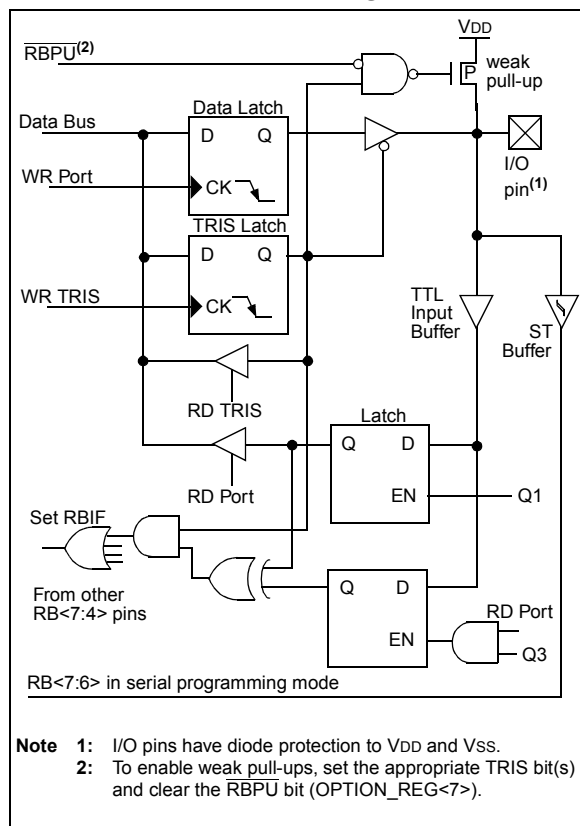 VDD
RBPU(2)
weak
pull-up
P
Data Latch
Data Bus
D Q
I/O
pin(1)
WR Port
CK
TRIS Latch
D Q
WR TRIS
CK
TTL
Input
Buffer
ST
Buffer
RD TRIS
Latch
Q D
RD Port
EN
Q1
Set RBIF
From other
RB<7:4> pins
Q D
RD Port
EN
Q3
RB<7:6> in serial programming mode
Note 1: I/O pins have diode protection to VDD and VSS.
2: To enable weak pull-ups, set the appropriate TRIS bit(s)
and clear the RBPU bit (OPTION_REG<7>).